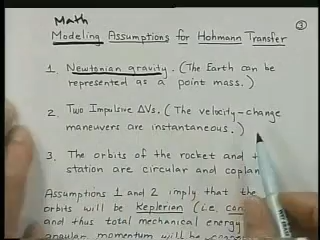 Math
Modeling Assumptions for Hohmann Transfer
3
1. Newtonian gravity. (The Earth can be
represented as a point mass.)
2. Two Impulsive ΔVs. (The velocity-change
maneuvers are instantaneous.)
3. The orbits of the rocket and
station are circular and
Assumptions 1 and 2 imply that the
orbits will be Keplerian (i.e.
and thus total mechanical energy
angular momentum will be